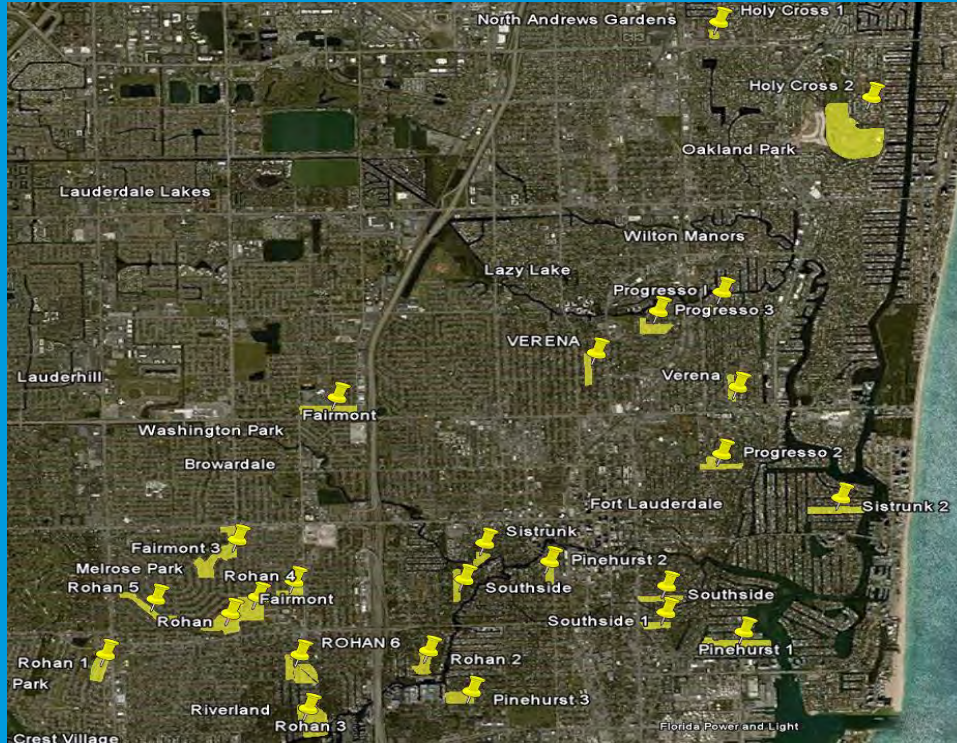 North Andrews Gardens
Holy Cross 1
Holy Cross 2
Oakland Park
Lauderdale Lakes
Wilton Manors
Lazy Lake
Progresso I
Progresso 3
VERENA
Lauderhill
Verena
Fairmont
Washington Park
Browardale
Progresso 2
Fort Lauderdale
Sistrunk 2
Sistrunk
Fairmont 3
Melrose Park
Pinehurst 2
Rohan 5
Rohan 4
Fairmont
Southside
Southside
Rohan
Southside 1
ROHAN 6
Pinehurst 1
Rohan 1
Rohan 2
Park
Pinehurst 3
Riverland
Rohan 3
Florida Power and Light
Crest Village